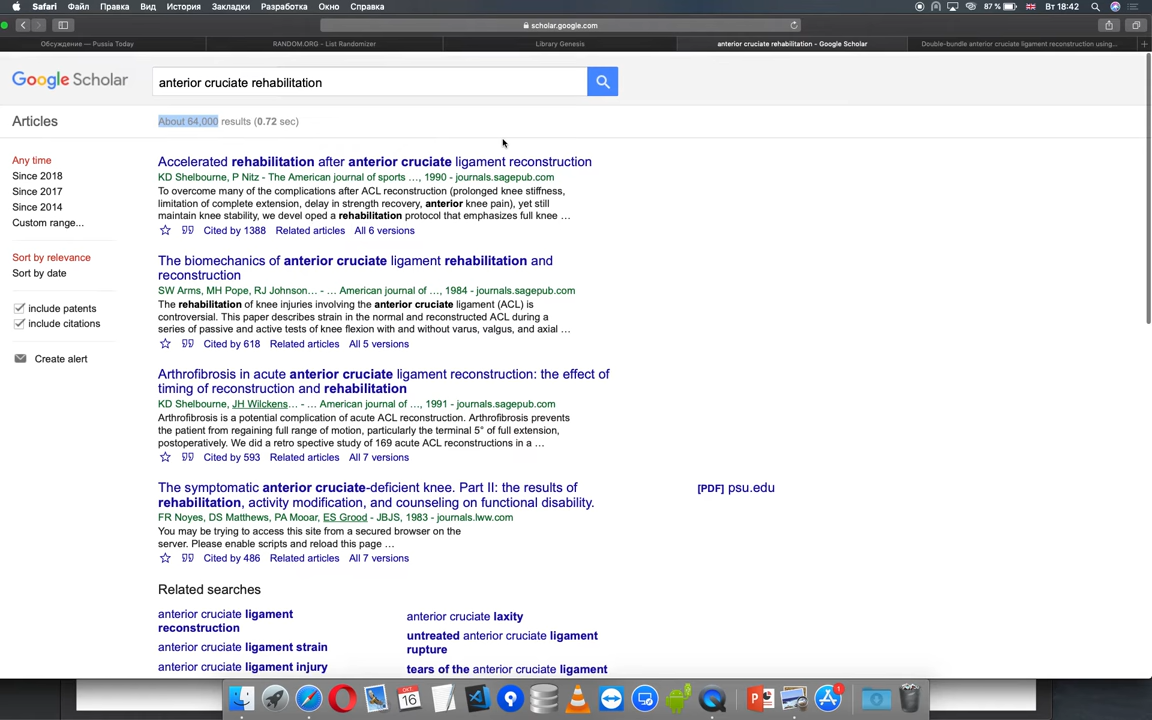 Safari Файл Правка Вид История Закладки Разработка Окно Справка 87 % Вт 18:42
scholar.google.com
Обсуждение — Russia Today RANDOM.ORG - List Randomizer Library Genesis anterior cruciate rehabilitation - Google Scholar Double-bundle anterior cruciate ligament reconstruction using...
Google Scholar anterior cruciate rehabilitation
Articles About 64,000 results (0.72 sec)
Any time
Since 2018
Since 2017
Since 2014
Custom range...
Sort by relevance
Sort by date
include patents
include citations
Create alert
Accelerated rehabilitation after anterior cruciate ligament reconstruction
KD Shelbourne, P Nitz - The American journal of sports …, 1990 - journals.sagepub.com
To overcome many of the complications after ACL reconstruction (prolonged knee stiffness,
limitation of complete extension, delay in strength recovery, anterior knee pain), yet still
maintain knee stability, we devel oped a rehabilitation protocol that emphasizes full knee …
Cited by 1388 Related articles All 6 versions
The biomechanics of anterior cruciate ligament rehabilitation and
reconstruction
SW Arms, MH Pope, RJ Johnson… - … American journal of …, 1984 - journals.sagepub.com
The rehabilitation of knee injuries involving the anterior cruciate ligament (ACL) is
controversial. This paper describes strain in the normal and reconstructed ACL during a
series of passive and active tests of knee flexion with and without varus, valgus, and axial …
Cited by 618 Related articles All 5 versions
Arthrofibrosis in acute anterior cruciate ligament reconstruction: the effect of
timing of reconstruction and rehabilitation
KD Shelbourne, JH Wilckens… - … American journal of …, 1991 - journals.sagepub.com
Arthrofibrosis is a potential complication of acute ACL reconstruction. Arthrofibrosis prevents
the patient from regaining full range of motion, particularly the terminal 5° of full extension,
postoperatively. We did a retro spective study of 169 acute ACL reconstructions in a …
Cited by 593 Related articles All 7 versions
The symptomatic anterior cruciate-deficient knee. Part II: the results of
rehabilitation, activity modification, and counseling on functional disability.
[PDF] psu.edu
FR Noyes, DS Matthews, PA Mooar, ES Grood - JBJS, 1983 - journals.lww.com
You may be trying to access this site from a secured browser on the
server. Please enable scripts and reload this page …
Cited by 486 Related articles All 7 versions
Related searches
anterior cruciate ligament
reconstruction
anterior cruciate ligament strain
anterior cruciate ligament injury
anterior cruciate laxity
untreated anterior cruciate ligament
rupture
tears of the anterior cruciate ligament
ОКТ.
16
1